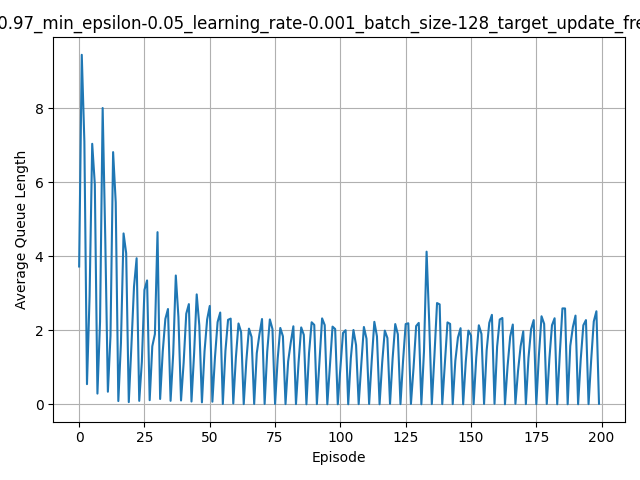 0.97_min_epsilon-0.05_learning_rate-0.001_batch_size-128_target_update_fre
Average Queue Length
8
6
4
2
0
0 25 50 75 100 125 150 175 200
Episode